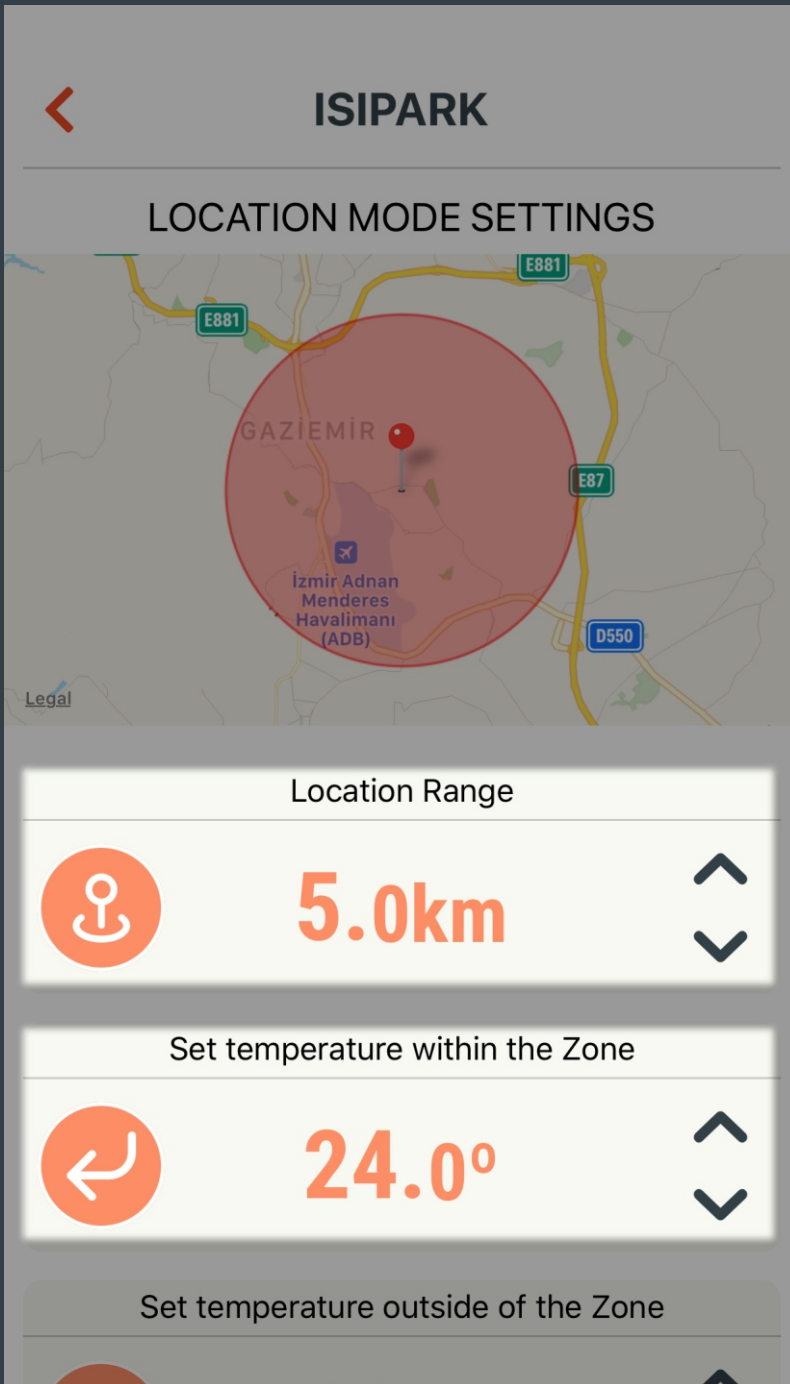 ISIPARK
LOCATION MODE SETTINGS
E881
E881
GAZİEMİR
E87
İzmir Adnan
Menderes
Havalimanı
(ADB)
D550
Legal
Location Range
5.0km
Set temperature within the Zone
24.0º
Set temperature outside of the Zone